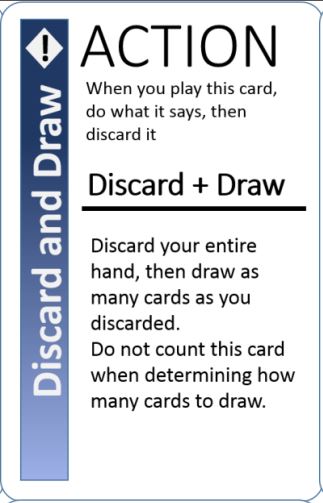 !
ACTION
When you play this card,
do what it says, then
discard it
Discard and Draw
Discard + Draw
Discard your entire
hand, then draw as
many cards as you
discarded.
Do not count this card
when determining how
many cards to draw.